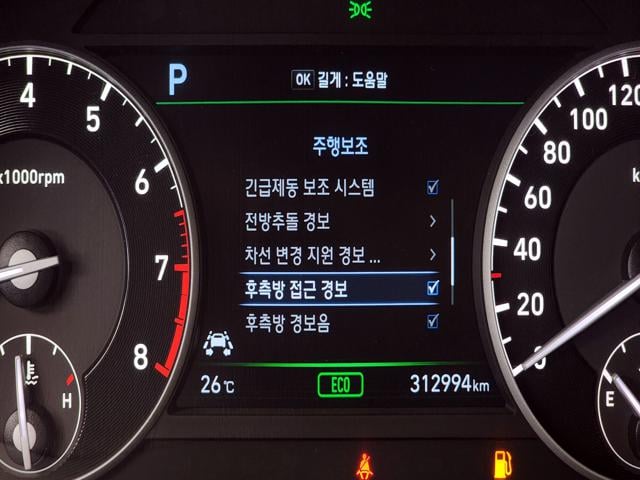 P
OK 길게 : 도움말
주행보조
긴급제동 보조 시스템
전방추돌 경보
차선 변경 지원 경보 ...
후측방 접근 경보
후측방 경보음
26℃
ECO
312994 km
x1000rpm
4
5
6
7
8
H
120
100
80
60
40
20
0
k
E